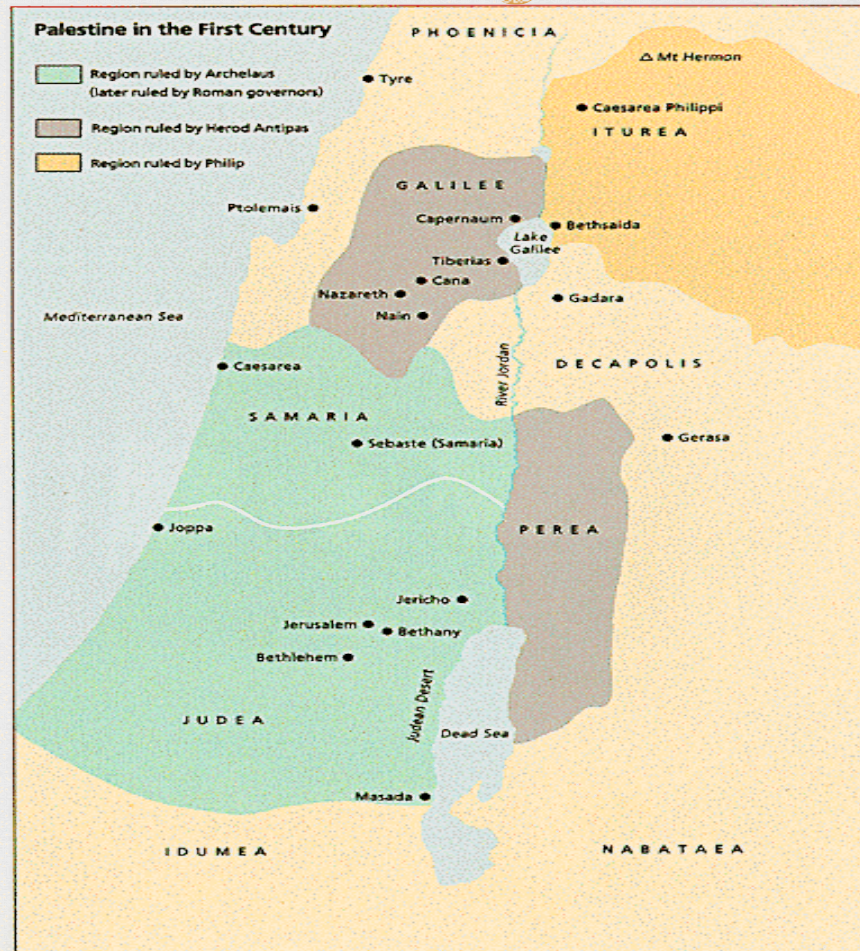 Palestine in the First Century
Region ruled by Archelaus
(later ruled by Roman governors)
Region ruled by Herod Antipas
Region ruled by Philip
PHOENICIA
Mt Hermon
Tyre
Caesarea Philippi
ITUREA
GALILEE
Ptolemais
Capernaum
Bethsaida
Lake
Galilee
Tiberias
Cana
Nazareth
Gadara
Nain
Mediterranean Sea
River Jordan
DECAPOLIS
Caesarea
SAMARIA
Sebaste (Samaria)
Gerasa
Joppa
PEREA
Jericho
Jerusalem
Bethany
Bethlehem
Judean Desert
JUDEA
Dead Sea
Masada
IDUMEA
NABATAEA